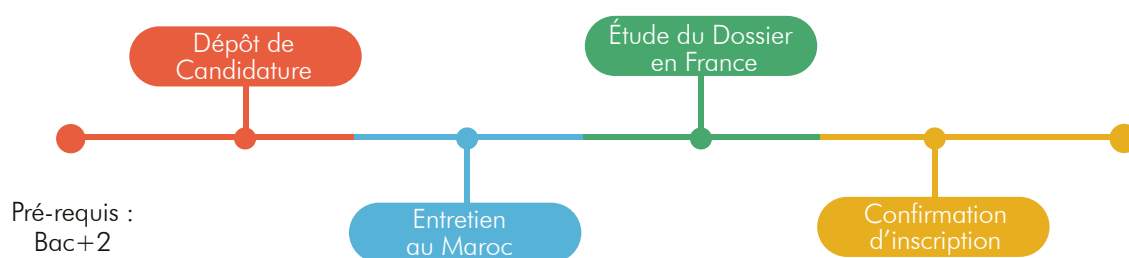 Dépôt de
Candidature
Étude du Dossier
en France
Pré-requis :
Bac+2
Entretien
au Maroc
Confirmation
d’inscription